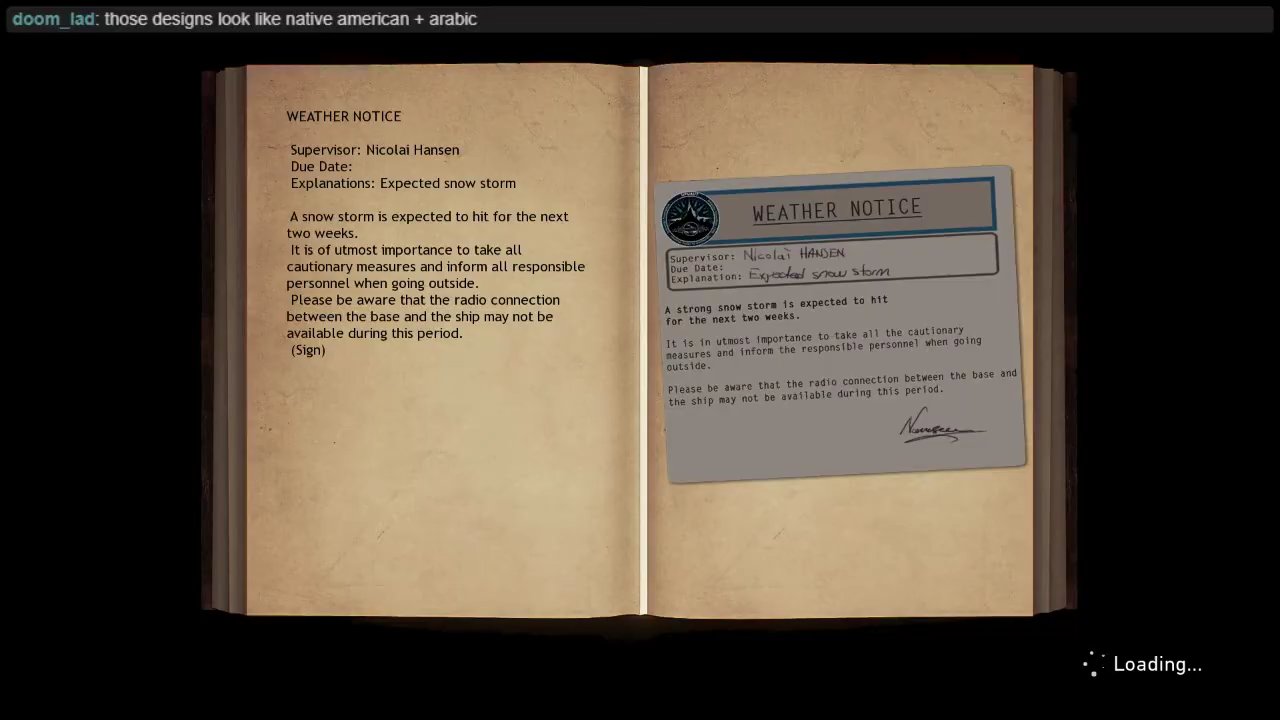 doom_lad: those designs look like native american + arabic
WEATHER NOTICE
Supervisor: Nicolai Hansen
Due Date:
Explanations: Expected snow storm
A snow storm is expected to hit for the next
two weeks.
It is of utmost importance to take all
cautionary measures and inform all responsible
personnel when going outside.
Please be aware that the radio connection
between the base and the ship may not be
available during this period.
(Sign)
WEATHER NOTICE
Supervisor: Nicolaï HANSEN
Due Date:
Explanation: Expected snow storm
A strong snow storm is expected to hit
for the next two weeks.
It is in utmost importance to take all the cautionary
measures and inform the responsible personnel when going
outside.
Please be aware that the radio connection between the base and
the ship may not be available during this period.
Loading...